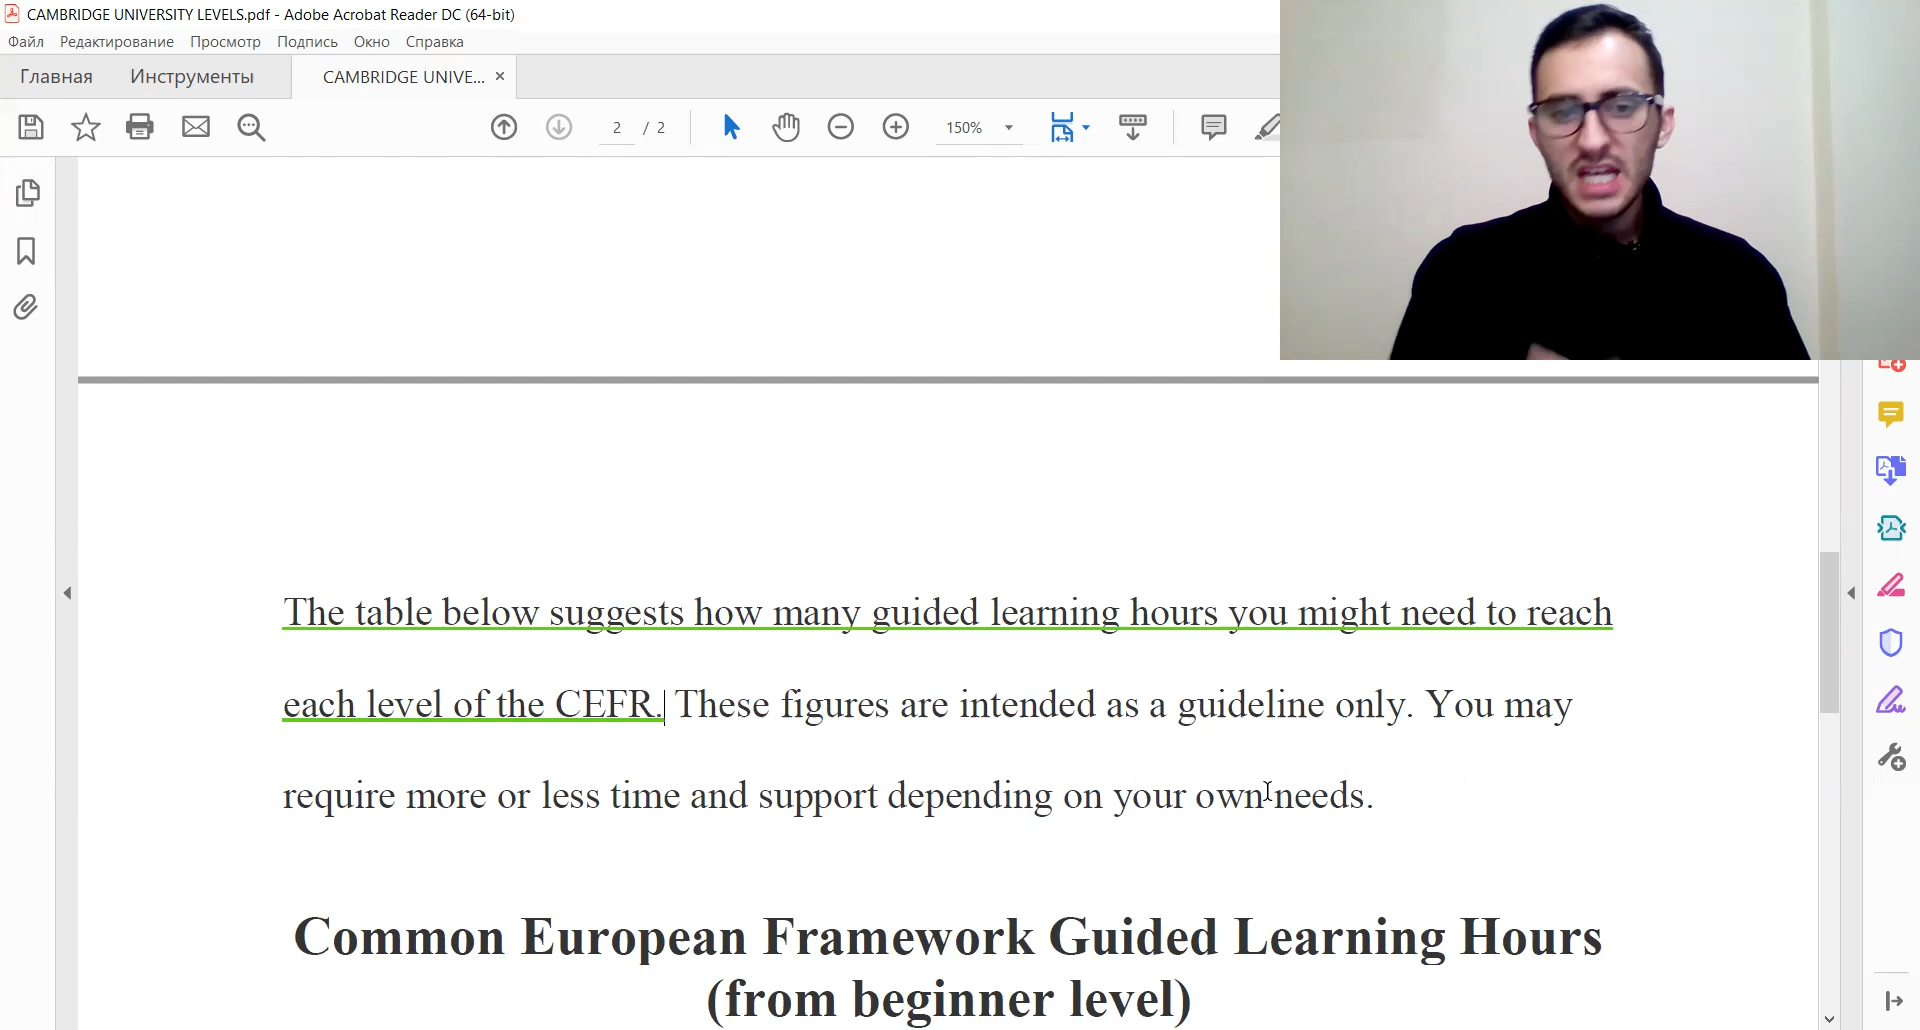 CAMBRIDGE UNIVERSITY LEVELS.pdf - Adobe Acrobat Reader DC (64-bit)
Файл Редактирование Просмотр Подпись Окно Справка
Главная Инструменты CAMBRIDGE UNIVE... ×
2 / 2 150%
The table below suggests how many guided learning hours you might need to reach
each level of the CEFR. These figures are intended as a guideline only. You may
require more or less time and support depending on your own needs.
Common European Framework Guided Learning Hours
(from beginner level)